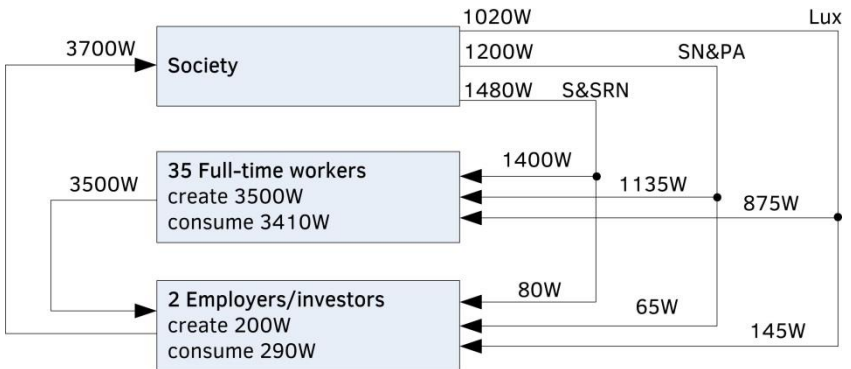 1020W Lux
3700W 1200W SN&PA
Society
1480W S&SRN
35 Full-time workers 1400W
3500W create 3500W 1135W
consume 3410W 875W
2 Employers/investors 80W
create 200W 65W
consume 290W 145W